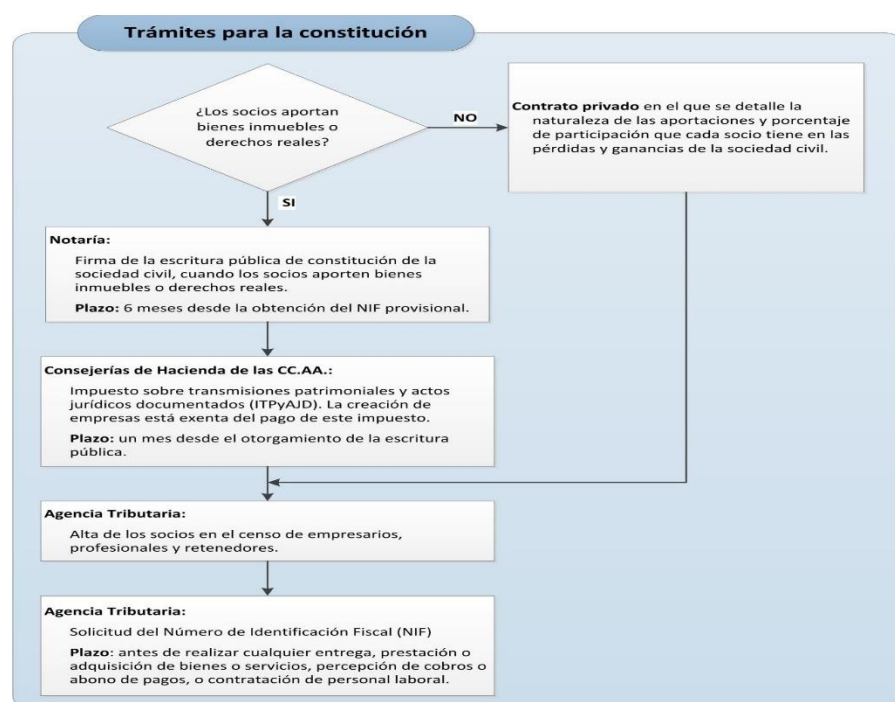 Trámites para la constitución
¿Los socios aportan
bienes inmuebles o
derechos reales?
NO
Contrato privado en el que se detalle la
naturaleza de las aportaciones y porcentaje
de participación que cada socio tiene en las
pérdidas y ganancias de la sociedad civil.
SI
Notaría:
Firma de la escritura pública de constitución de la
sociedad civil, cuando los socios aporten bienes
inmuebles o derechos reales.
Plazo: 6 meses desde la obtención del NIF provisional.
Consejerías de Hacienda de las CC.AA.:
Impuesto sobre transmisiones patrimoniales y actos
jurídicos documentados (ITPyAJD). La creación de
empresas está exenta del pago de este impuesto.
Plazo: un mes desde el otorgamiento de la escritura
pública.
Agencia Tributaria:
Alta de los socios en el censo de empresarios,
profesionales y retenedores.
Agencia Tributaria:
Solicitud del Número de Identificación Fiscal (NIF)
Plazo: antes de realizar cualquier entrega, prestación o
adquisición de bienes o servicios, percepción de cobros o
abono de pagos, o contratación de personal laboral.